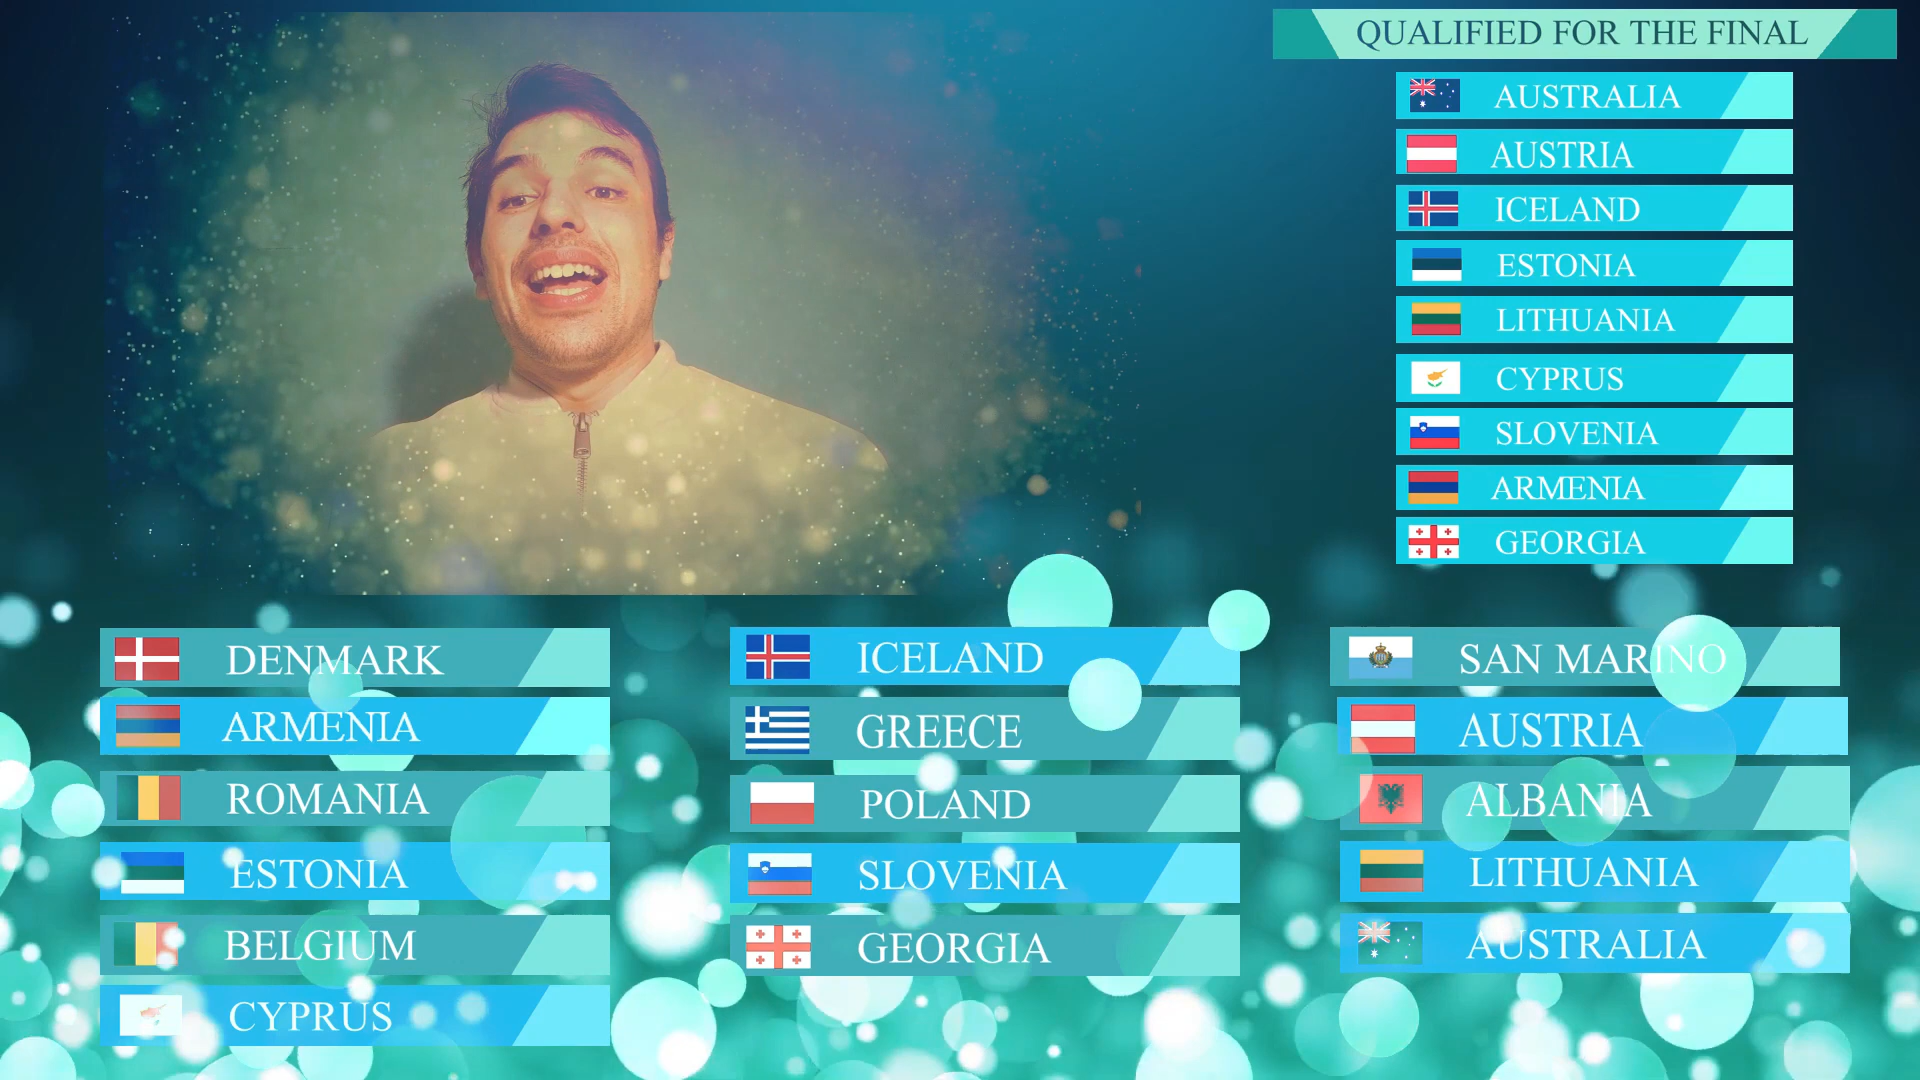 QUALIFIED FOR THE FINAL
AUSTRALIA
AUSTRIA
ICELAND
ESTONIA
LITHUANIA
CYPRUS
SLOVENIA
ARMENIA
GEORGIA
DENMARK
ARMENIA
ROMANIA
ESTONIA
BELGIUM
CYPRUS
ICELAND
GREECE
POLAND
SLOVENIA
GEORGIA
SAN MARINO
AUSTRIA
ALBANIA
LITHUANIA
AUSTRALIA